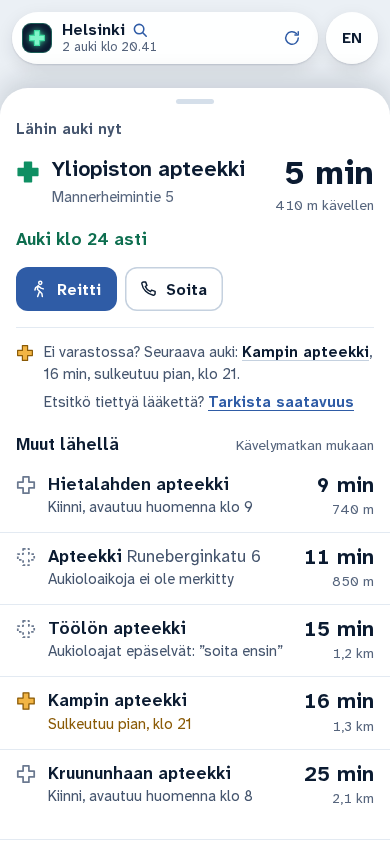 Helsinki
2 auki klo 20.41
EN
Lähin auki nyt
Yliopiston apteekki
5 min
Mannerheimintie 5
410 m kävellen
Auki klo 24 asti
Reitti
Soita
Ei varastossa? Seuraava auki: Kampin apteekki,
16 min, sulkeutuu pian, klo 21.
Etsitkö tiettyä lääkettä? Tarkista saatavuus
Muut lähellä
Kävelymatkan mukaan
Hietalahden apteekki
9 min
Kiinni, avautuu huomenna klo 9
740 m
Apteekki Runeberginkatu 6
11 min
Aukioloaikoja ei ole merkitty
850 m
Töölön apteekki
15 min
Aukioloajat epäselvät: ”soita ensin”
1,2 km
Kampin apteekki
16 min
Sulkeutuu pian, klo 21
1,3 km
Kruununhaan apteekki
25 min
Kiinni, avautuu huomenna klo 8
2,1 km